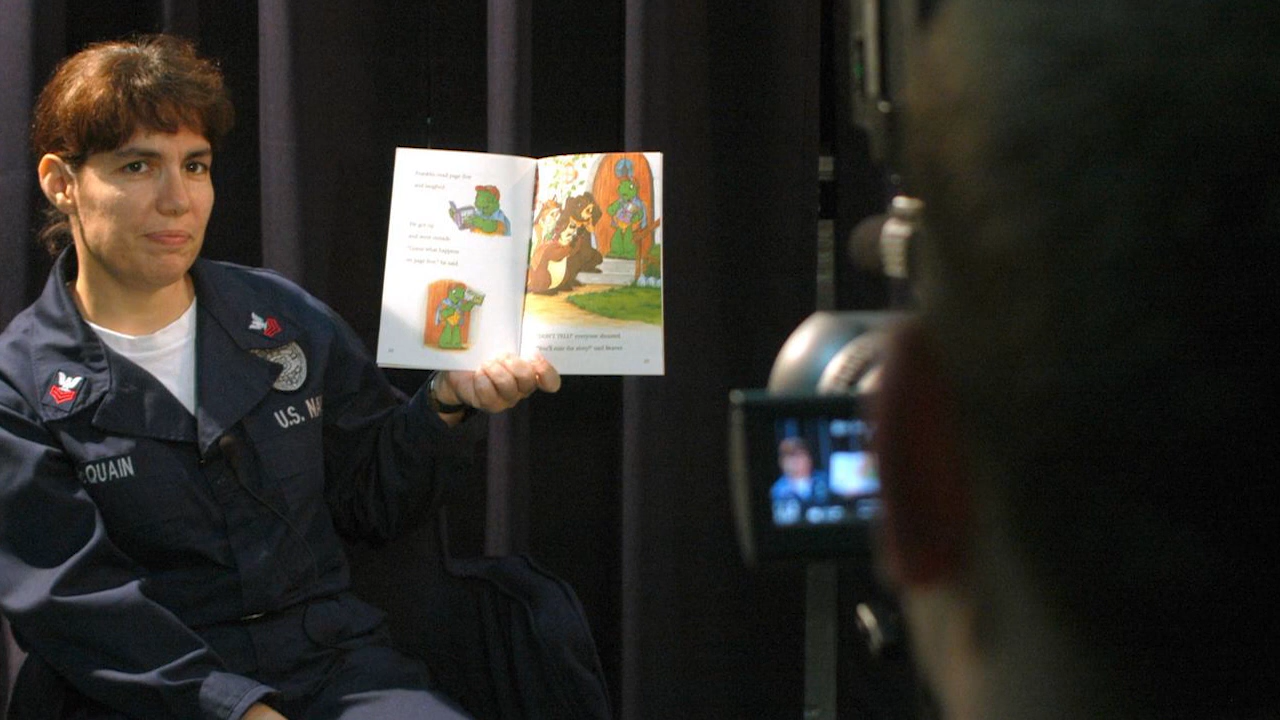 QUAIN
U.S. NA
Franklin read page five
and laughed.
He got up
and went outside.
"Guess what happens
on page five!" he said.
"DON'T TELL!" everyone shouted.
"You'll ruin the story!" said Beaver.